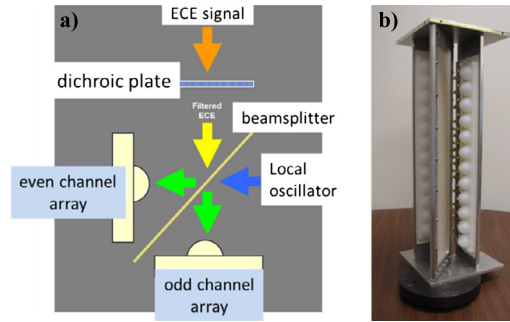 a)
ECE signal
dichroic plate
Filtered
ECE
beamsplitter
Local
oscillator
even channel
array
odd channel
array
b)